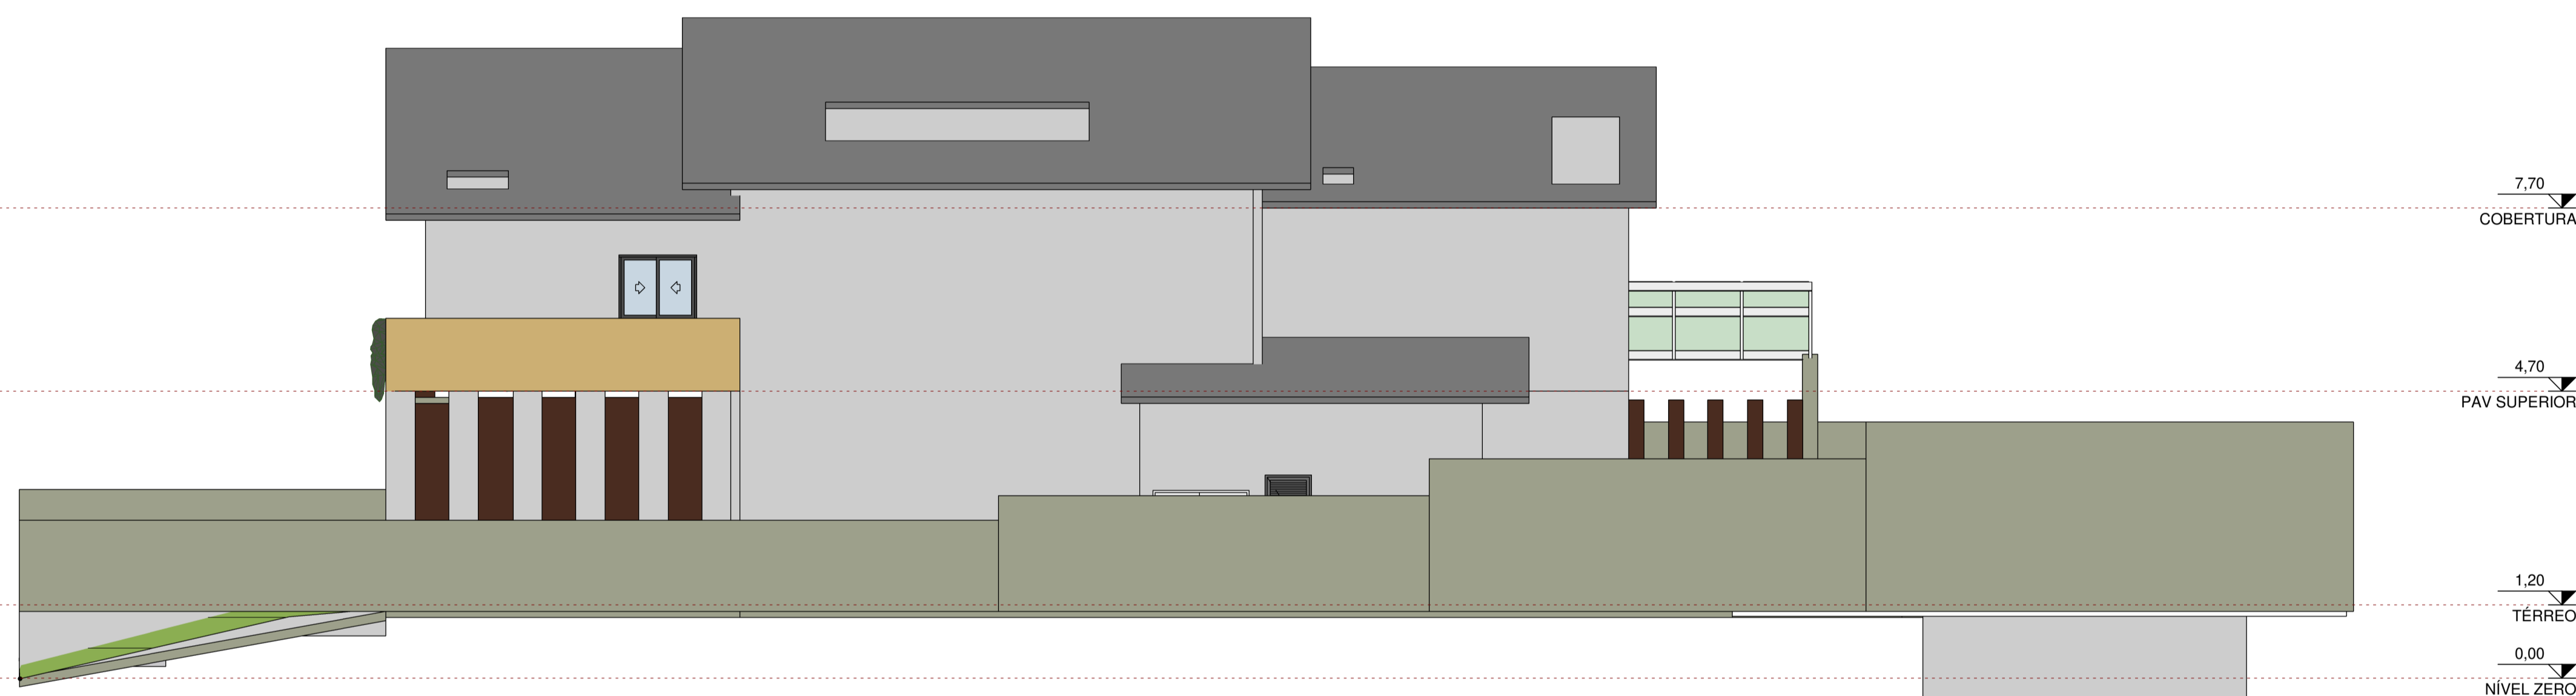 7,70
COBERTURA
4,70
PAV SUPERIOR
1,20
TÉRREO
0,00
NÍVEL ZERO